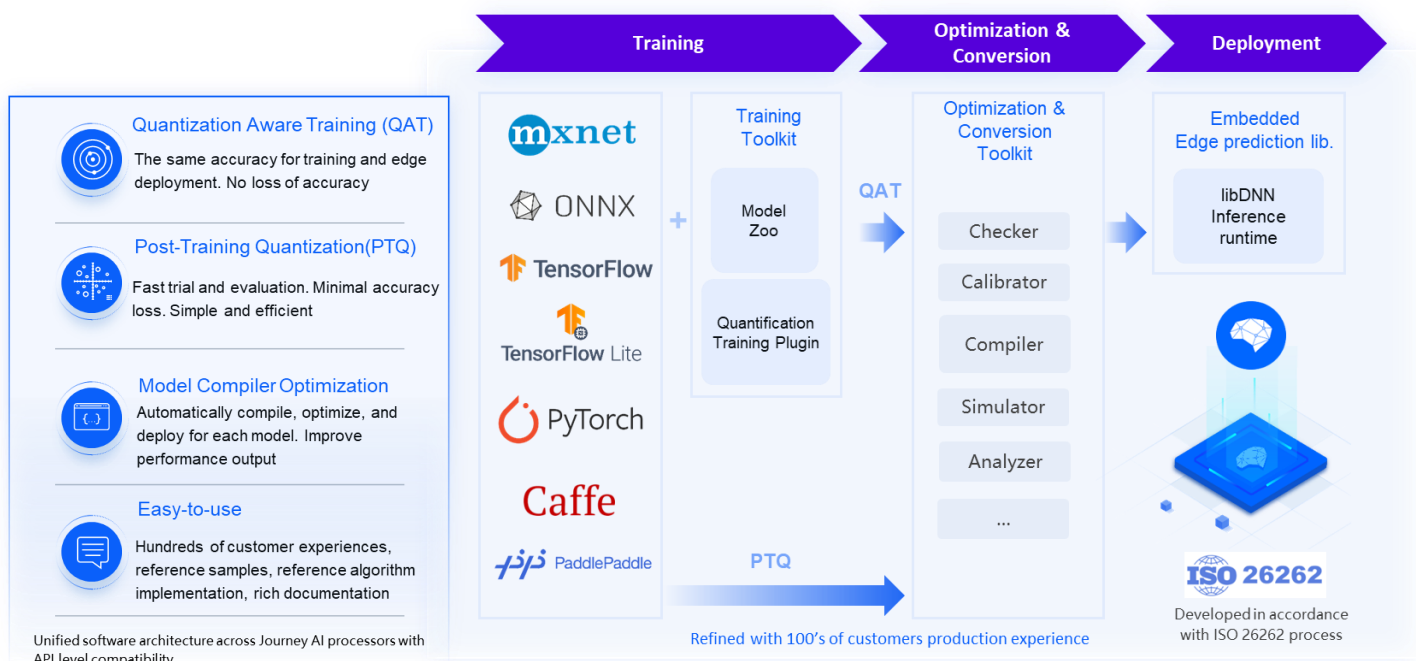 Training
Optimization &
Conversion
Deployment
Quantization Aware Training (QAT)
The same accuracy for training and edge
deployment. No loss of accuracy
Post-Training Quantization(PTQ)
Fast trial and evaluation. Minimal accuracy
loss. Simple and efficient
Model Compiler Optimization
Automatically compile, optimize, and
deploy for each model. Improve
performance output
Easy-to-use
Hundreds of customer experiences,
reference samples, reference algorithm
implementation, rich documentation
Unified software architecture across Journey AI processors with
API level compatibility
mxnet
ONNX
TensorFlow
TensorFlow Lite
PyTorch
Caffe
PaddlePaddle
+
Training
Toolkit
Model
Zoo
Quantification
Training Plugin
QAT
PTQ
Optimization &
Conversion
Toolkit
Checker
Calibrator
Compiler
Simulator
Analyzer
...
Refined with 100's of customers production experience
Embedded
Edge prediction lib.
libDNN
Inference
runtime
ISO 26262
Developed in accordance
with ISO 26262 process